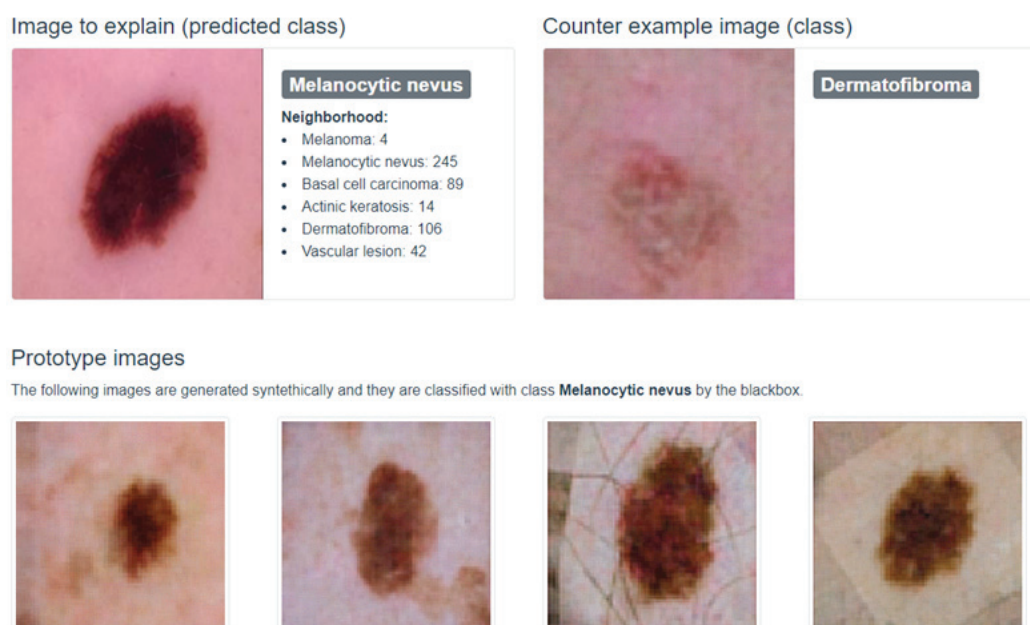 Image to explain (predicted class)
Counter example image (class)
Melanocytic nevus
Neighborhood:
• Melanoma: 4
• Melanocytic nevus: 245
• Basal cell carcinoma: 89
• Actinic keratosis: 14
• Dermatofibroma: 106
• Vascular lesion: 42
Dermatofibroma
Prototype images
The following images are generated syntethically and they are classified with class Melanocytic nevus by the blackbox.